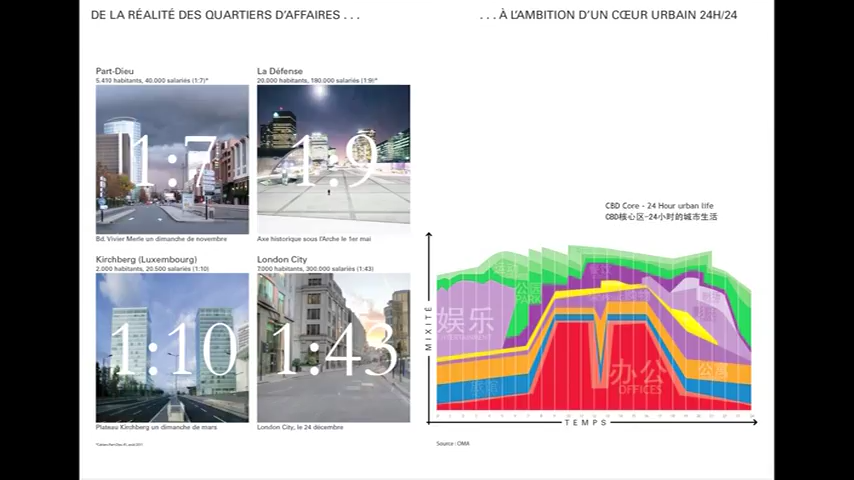 DE LA RÉALITÉ DES QUARTIERS D'AFFAIRES . . .
. . . À L'AMBITION D'UN CŒUR URBAIN 24H/24
Part-Dieu
5.410 habitants, 40.000 salariés (1:7)*
1:7
Bd. Vivier Merle un dimanche de novembre
La Défense
20.000 habitants, 180.000 salariés (1:9)*
1:9
Axe historique sous l'Arche le 1er mai
Kirchberg (Luxembourg)
2.000 habitants, 20.500 salariés (1:10)
1:10
Plateau Kirchberg un dimanche de mars
London City
7.000 habitants, 300.000 salariés (1:43)
1:43
London City, le 24 décembre
CBD Core - 24 Hour urban life
CBD核心区-24小时的城市生活
MIXITÉ
公园
PARK
娱乐
ENTERTAINMENT
公寓
办公
OFFICES
TEMPS
Source : OMA